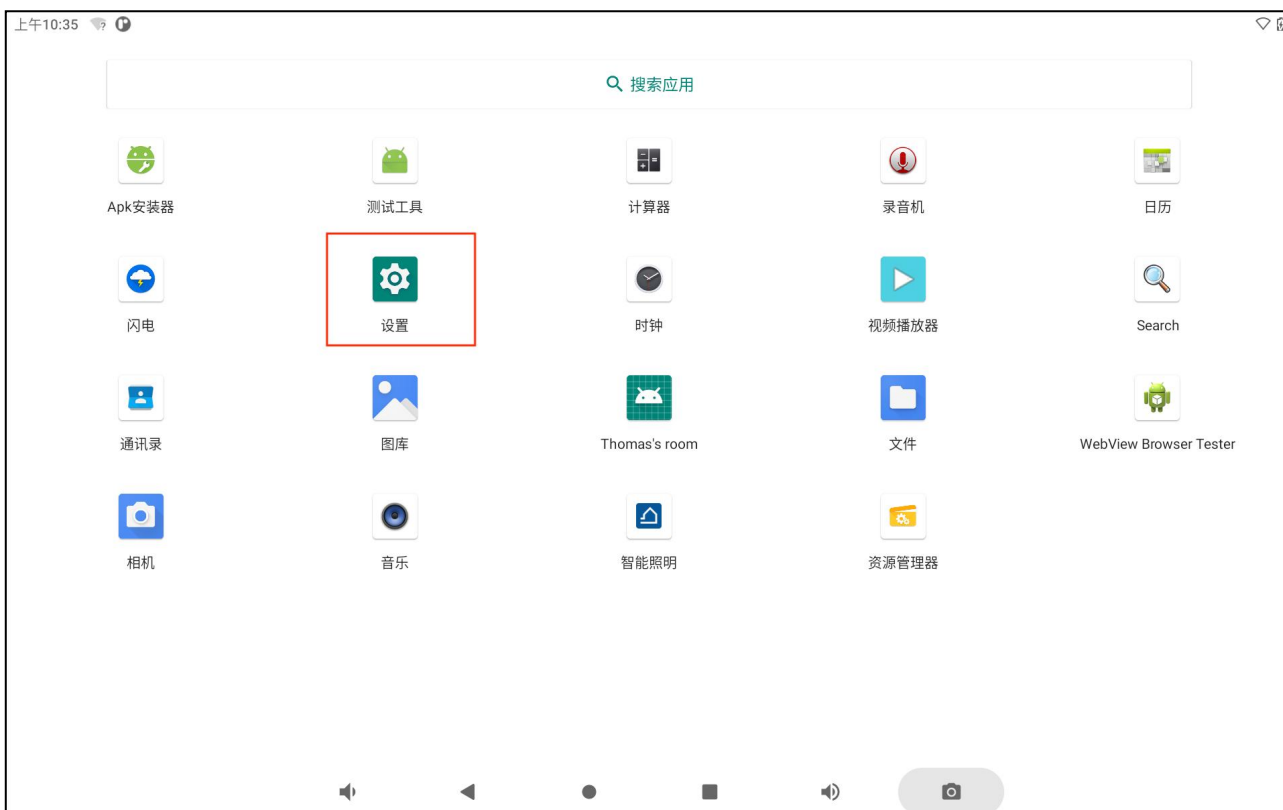 上午10:35
搜索应用
Apk安装器
测试工具
计算器
录音机
日历
闪电
设置
时钟
视频播放器
Search
通讯录
图库
Thomas's room
文件
WebView Browser Tester
相机
音乐
智能照明
资源管理器